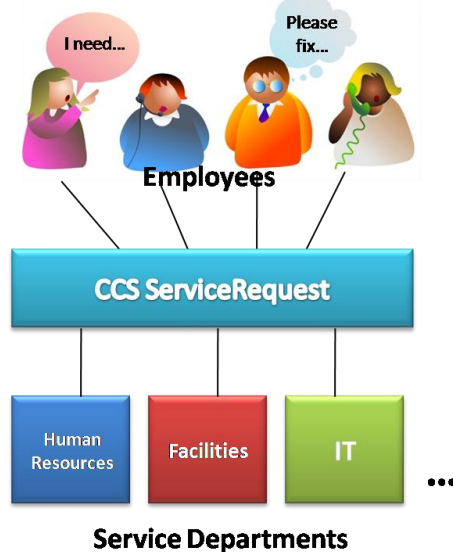 I need...
Please
fix...
Employees
CCS ServiceRequest
Human
Resources
Facilities
IT
...
Service Departments